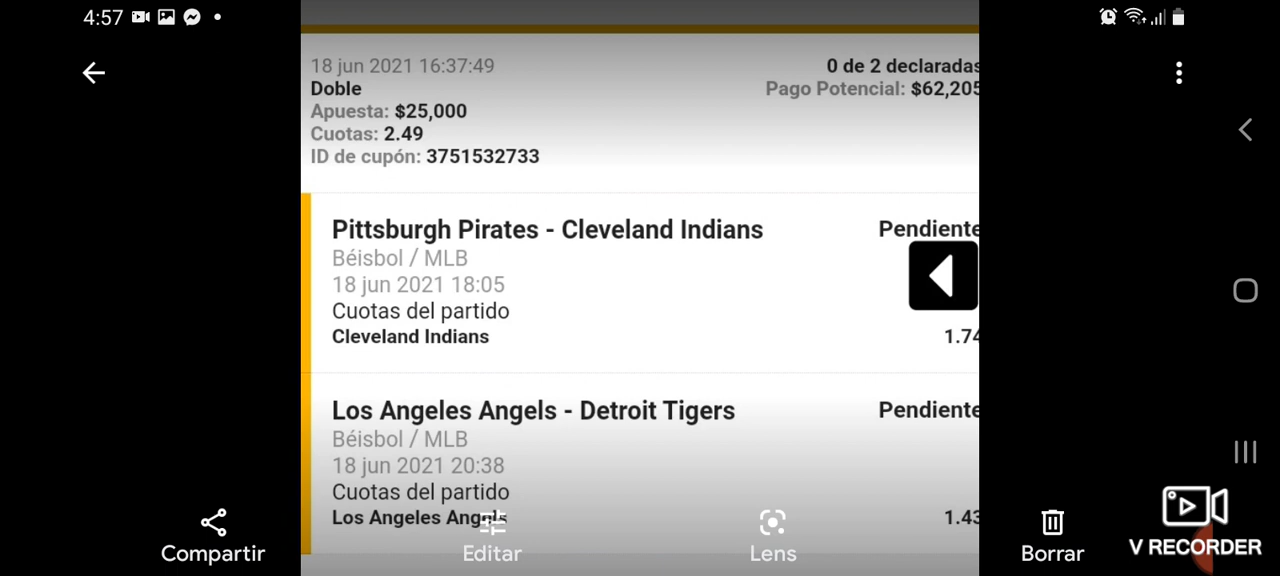 4:57
18 jun 2021 16:37:49
0 de 2 declaradas
Doble
Pago Potencial: $62,205
Apuesta: $25,000
Cuotas: 2.49
ID de cupón: 3751532733
Pittsburgh Pirates - Cleveland Indians
Pendiente
Béisbol / MLB
18 jun 2021 18:05
Cuotas del partido
Cleveland Indians
1.74
Los Angeles Angels - Detroit Tigers
Pendiente
Béisbol / MLB
18 jun 2021 20:38
Cuotas del partido
Los Angeles Angels
1.43
Compartir
Editar
Lens
Borrar
V RECORDER